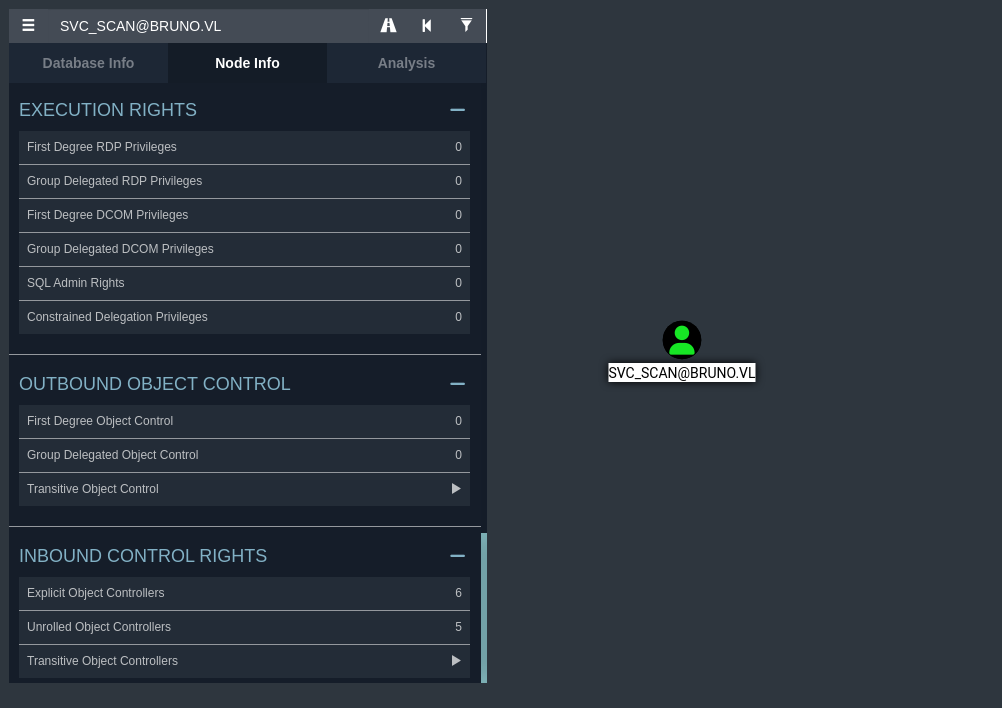 SVC_SCAN@BRUNO.VL
Database Info Node Info Analysis
EXECUTION RIGHTS
First Degree RDP Privileges 0
Group Delegated RDP Privileges 0
First Degree DCOM Privileges 0
Group Delegated DCOM Privileges 0
SQL Admin Rights 0
Constrained Delegation Privileges 0
OUTBOUND OBJECT CONTROL
First Degree Object Control 0
Group Delegated Object Control 0
Transitive Object Control
INBOUND CONTROL RIGHTS
Explicit Object Controllers 6
Unrolled Object Controllers 5
Transitive Object Controllers
SVC_SCAN@BRUNO.VL